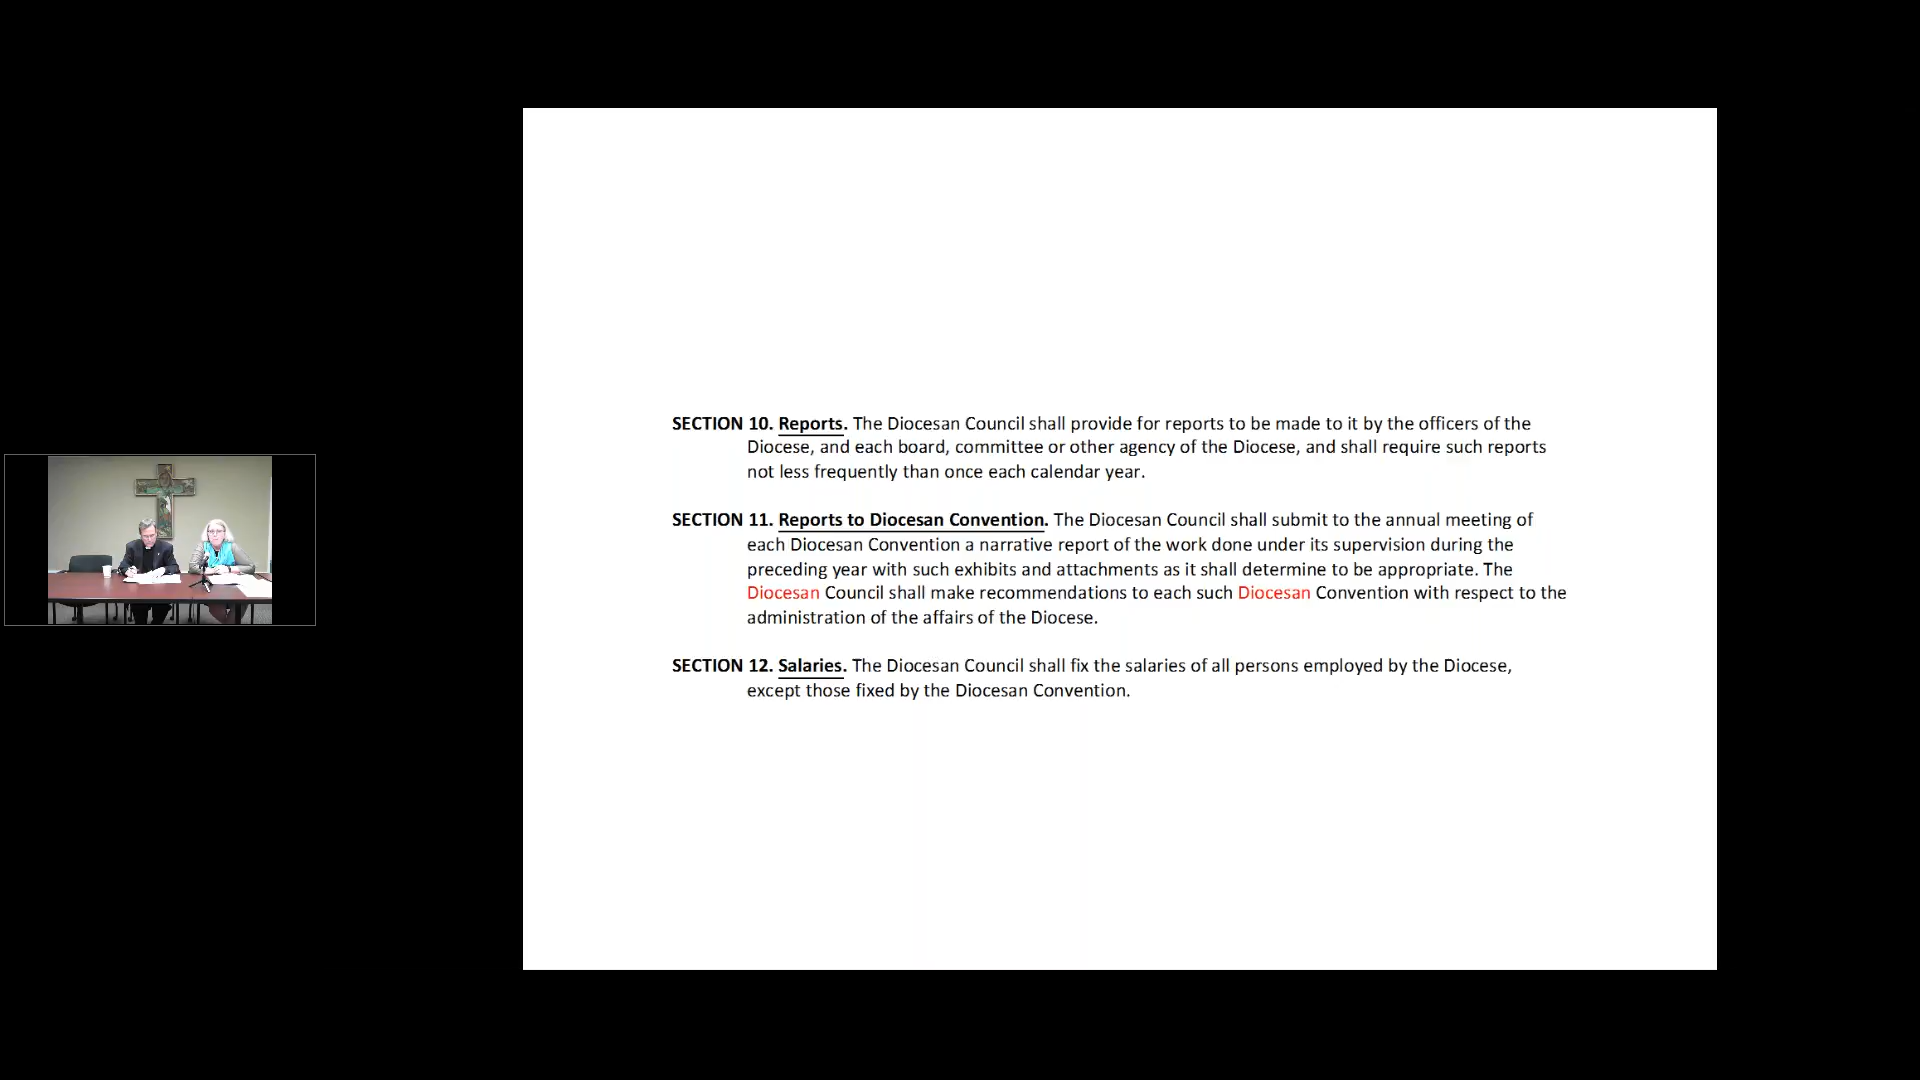 SECTION 10. Reports. The Diocesan Council shall provide for reports to be made to it by the officers of the
Diocese, and each board, committee or other agency of the Diocese, and shall require such reports
not less frequently than once each calendar year.
SECTION 11. Reports to Diocesan Convention. The Diocesan Council shall submit to the annual meeting of
each Diocesan Convention a narrative report of the work done under its supervision during the
preceding year with such exhibits and attachments as it shall determine to be appropriate. The
Diocesan Council shall make recommendations to each such Diocesan Convention with respect to the
administration of the affairs of the Diocese.
SECTION 12. Salaries. The Diocesan Council shall fix the salaries of all persons employed by the Diocese,
except those fixed by the Diocesan Convention.